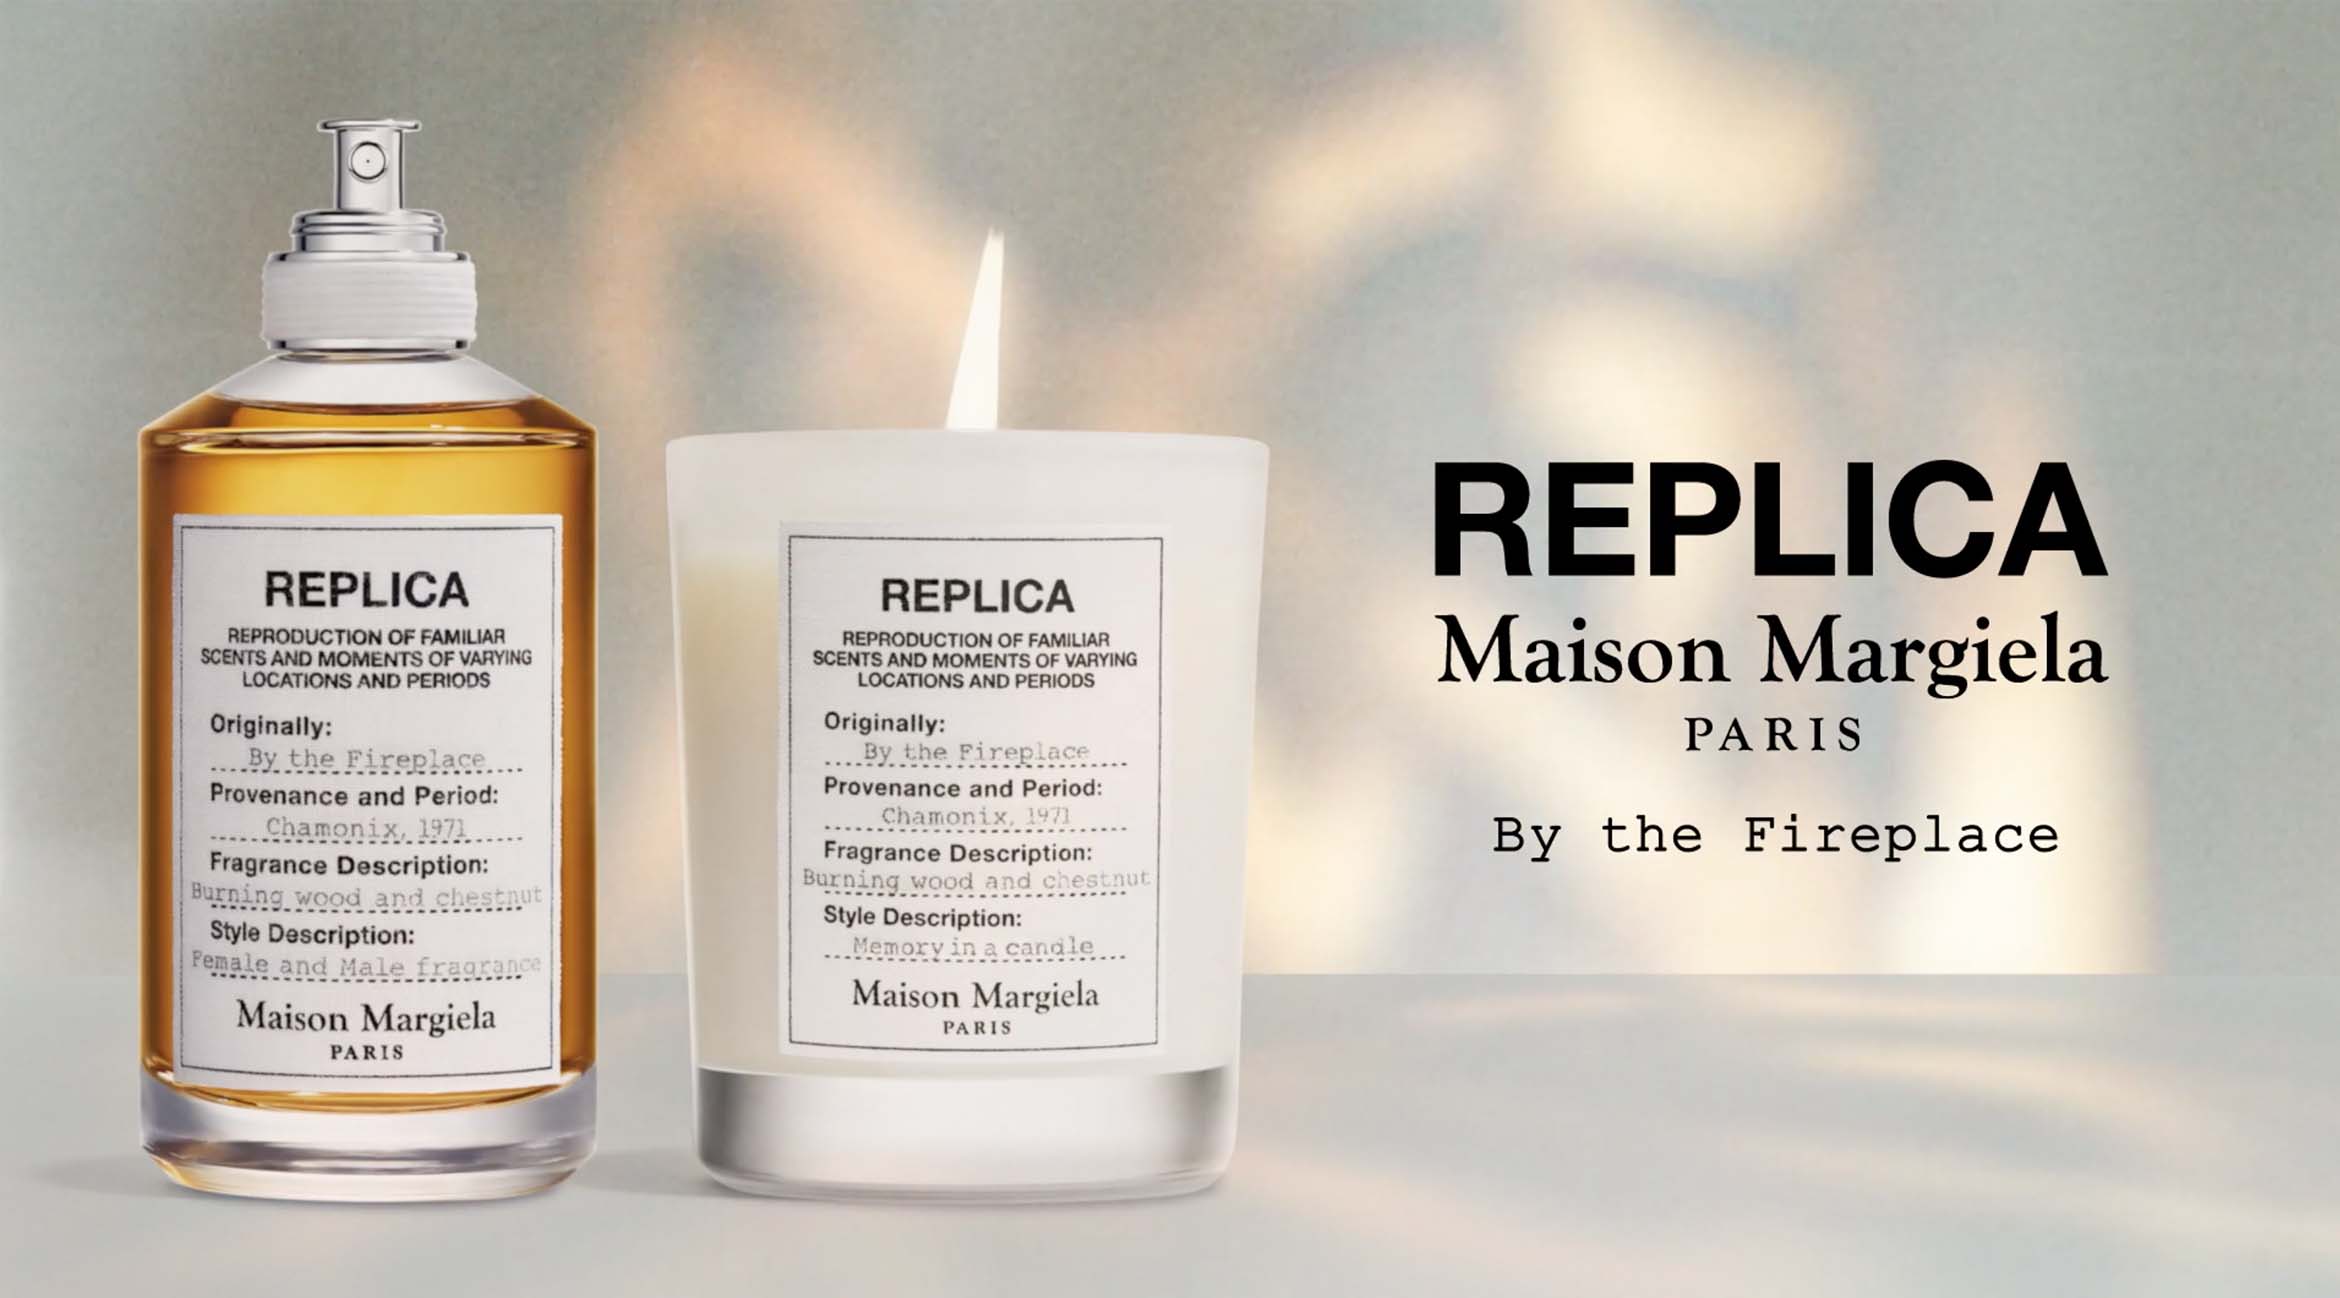 REPLICA
REPRODUCTION OF FAMILIAR
SCENTS AND MOMENTS OF VARYING
LOCATIONS AND PERIODS
Originally:
By the Fireplace
Provenance and Period:
Chamonix, 1971
Fragrance Description:
Burning wood and chestnut
Style Description:
Female and Male fragrance
Maison Margiela
PARIS
REPLICA
REPRODUCTION OF FAMILIAR
SCENTS AND MOMENTS OF VARYING
LOCATIONS AND PERIODS
Originally:
By the Fireplace
Provenance and Period:
Chamonix, 1971
Fragrance Description:
Burning wood and chestnut
Style Description:
Memory in a candle
Maison Margiela
PARIS
REPLICA
Maison Margiela
PARIS
By the Fireplace